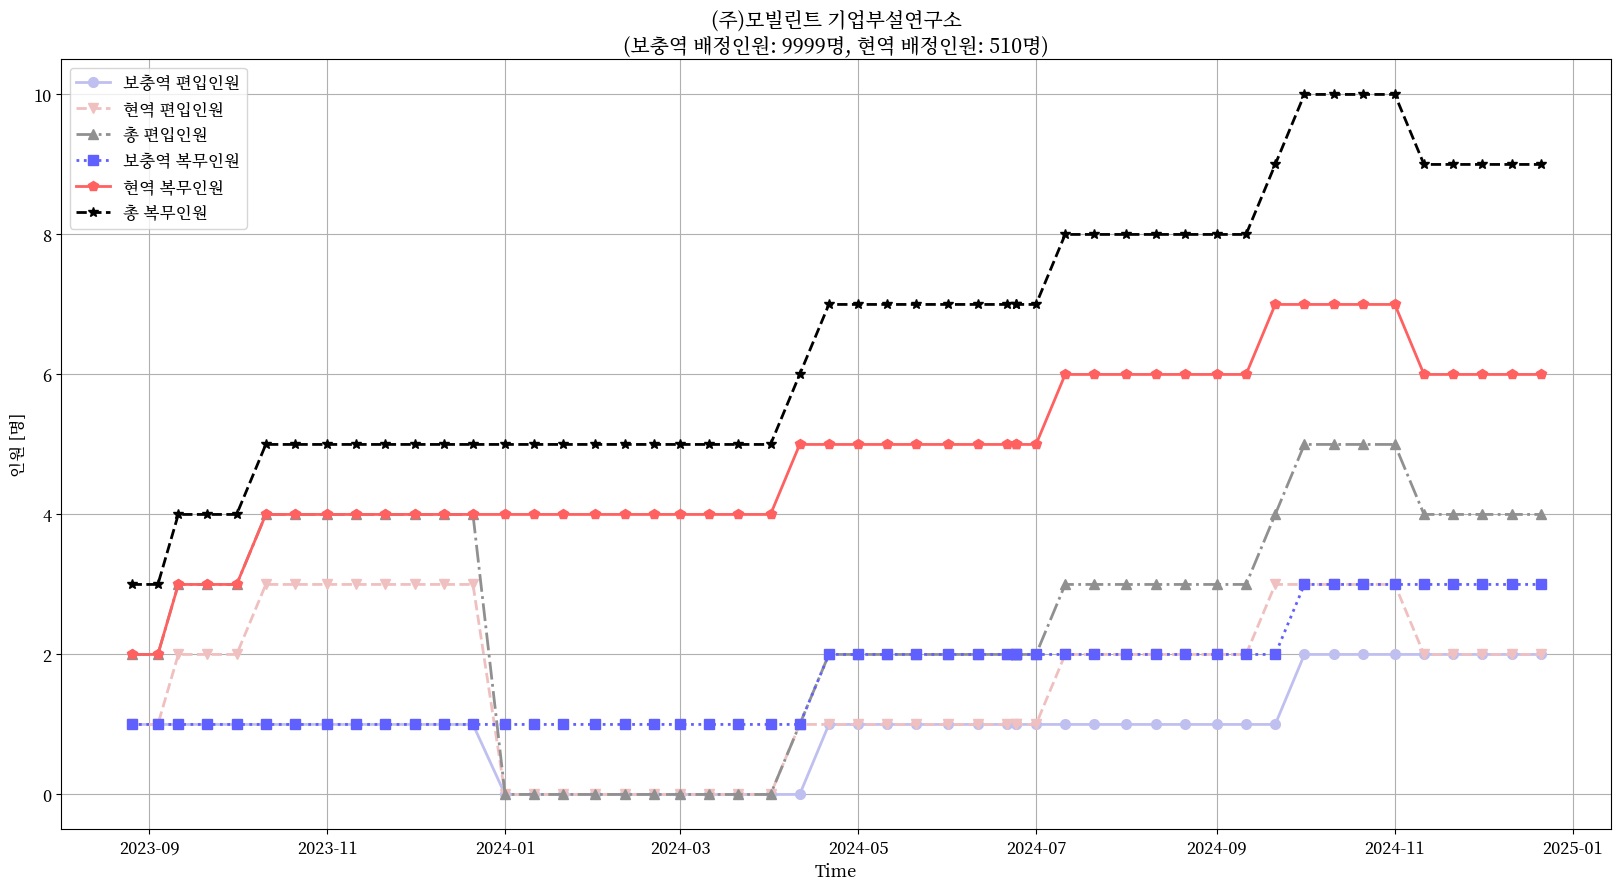 (주)모빌린트 기업부설연구소
(보충역 배정인원: 9999명, 현역 배정인원: 510명)
보충역 편입인원
현역 편입인원
총 편입인원
보충역 복무인원
현역 복무인원
총 복무인원
인원 [명]
10
8
6
4
2
0
2023-09
2023-11
2024-01
2024-03
2024-05
2024-07
2024-09
2024-11
2025-01
Time